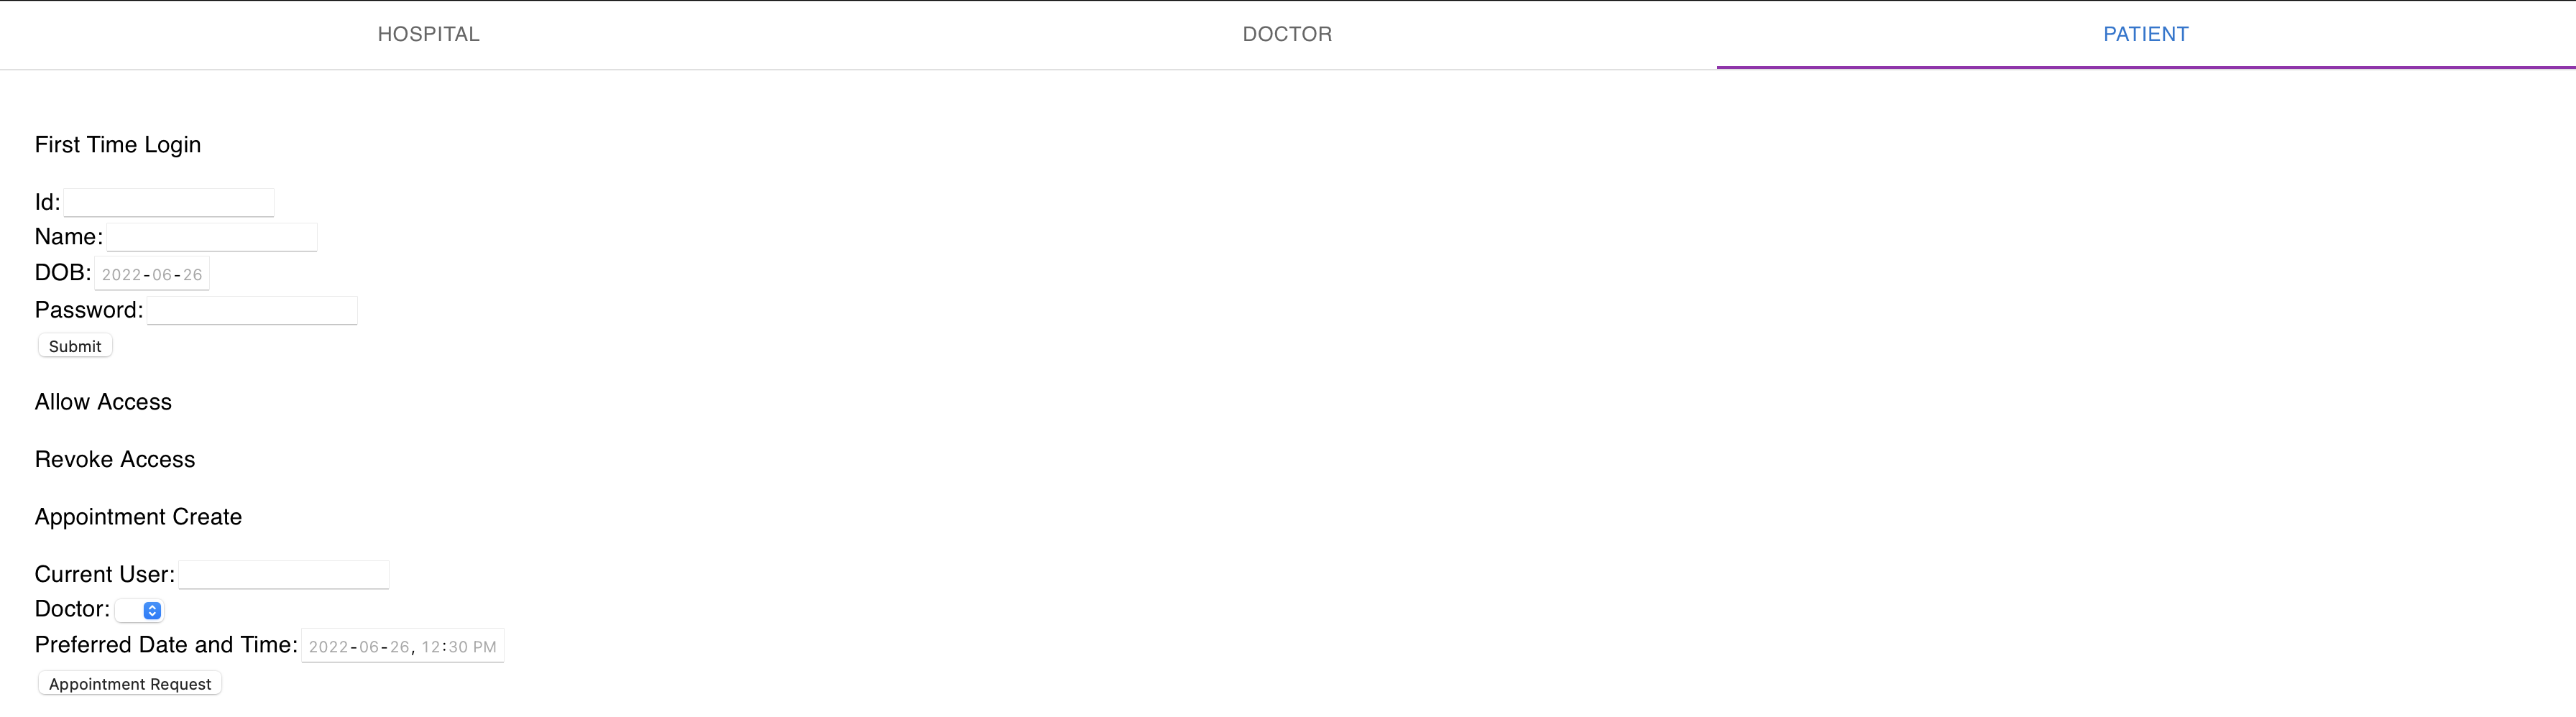 HOSPITAL DOCTOR PATIENT
First Time Login
Id:
Name:
DOB: 2022-06-26
Password:
Submit
Allow Access
Revoke Access
Appointment Create
Current User:
Doctor:
Preferred Date and Time: 2022-06-26, 12:30 PM
Appointment Request